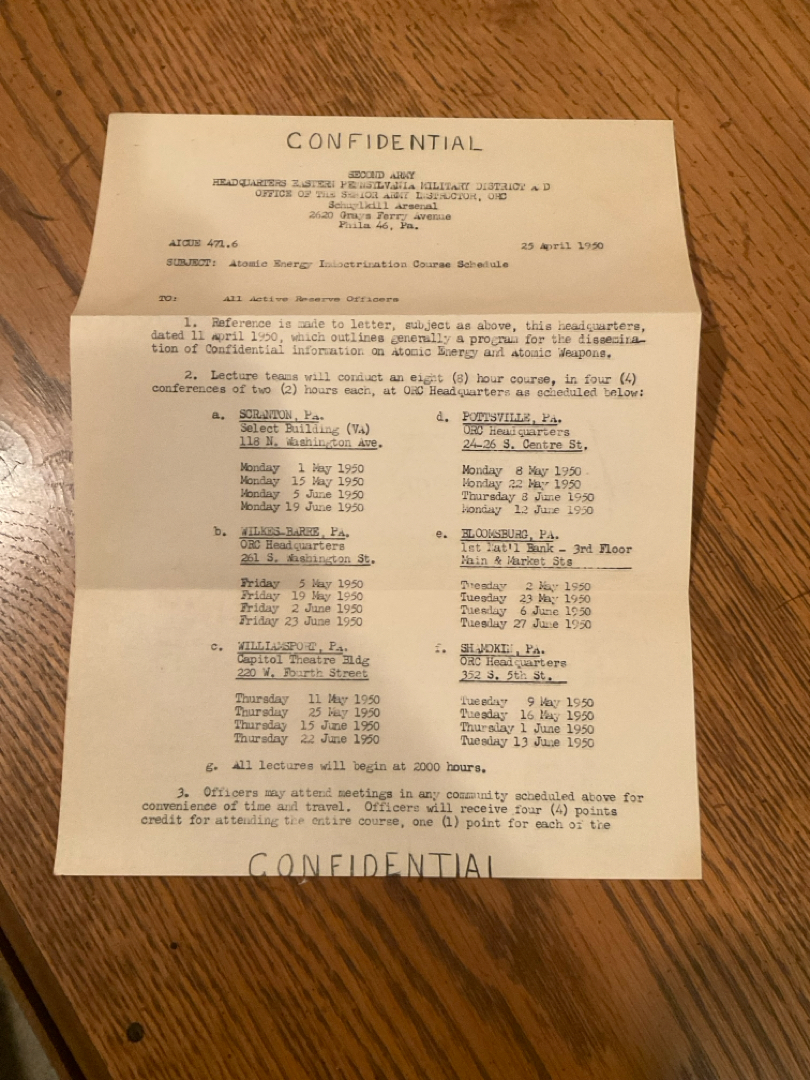 CONFIDENTIAL
SECOND ARMY
HEADQUARTERS EASTERN PENNSYLVANIA MILITARY DISTRICT A D
OFFICE OF THE SENIOR ARMY INSTRUCTOR, ORC
Schuylkill Arsenal
2620 Grays Ferry Avenue
Phila 46, Pa.
AICUE 471.6 25 April 1950
SUBJECT: Atomic Energy Indoctrination Course Schedule
TO: All Active Reserve Officers
1. Reference is made to letter, subject as above, this headquarters,
dated 11 April 1950, which outlines generally a program for the dissemina-
tion of Confidential information on Atomic Energy and Atomic Weapons.
2. Lecture teams will conduct an eight (8) hour course, in four (4)
conferences of two (2) hours each, at ORC Headquarters as scheduled below:
a. SCRANTON, Pa.
Select Building (VA)
118 N. Washington Ave.
Monday 1 May 1950
Monday 15 May 1950
Monday 5 June 1950
Monday 19 June 1950
b. WILKES-BARRE, PA.
ORC Headquarters
261 S. Washington St.
Friday 5 May 1950
Friday 19 May 1950
Friday 2 June 1950
Friday 23 June 1950
c. WILLIAMSPORT, Pa.
Capitol Theatre Bldg
220 W. Fourth Street
Thursday 11 May 1950
Thursday 25 May 1950
Thursday 15 June 1950
Thursday 22 June 1950
d. POTTSVILLE, PA.
ORC Headquarters
24-26 S. Centre St.
Monday 8 May 1950
Monday 22 May 1950
Thursday 8 June 1950
Monday 12 June 1950
e. BLOOMSBURG, PA.
1st Nat'l Bank - 3rd Floor
Main & Market Sts
Tuesday 2 May 1950
Tuesday 23 May 1950
Tuesday 6 June 1950
Tuesday 27 June 1950
f. SHAMOKIN, PA.
ORC Headquarters
352 S. 5th St.
Tuesday 9 May 1950
Tuesday 16 May 1950
Thursday 1 June 1950
Tuesday 13 June 1950
g. All lectures will begin at 2000 hours.
3. Officers may attend meetings in any community scheduled above for
convenience of time and travel. Officers will receive four (4) points
credit for attending the entire course, one (1) point for each of the
CONFIDENTIAL